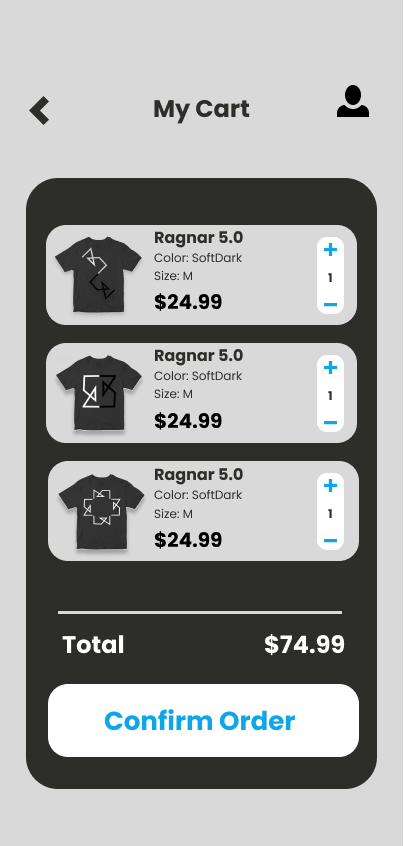 My Cart
Ragnar 5.0
Color: SoftDark
Size: M
$24.99
+
1
−
Ragnar 5.0
Color: SoftDark
Size: M
$24.99
+
1
−
Ragnar 5.0
Color: SoftDark
Size: M
$24.99
+
1
−
Total $74.99
Confirm Order